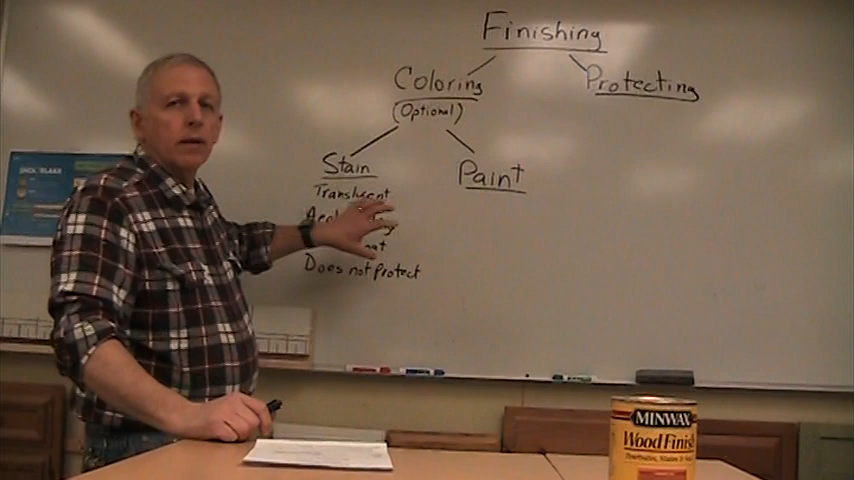 Finishing
Coloring
Protecting
(Optional)
Stain
Paint
Translucent
Does not protect
MINWAX
Wood Finish